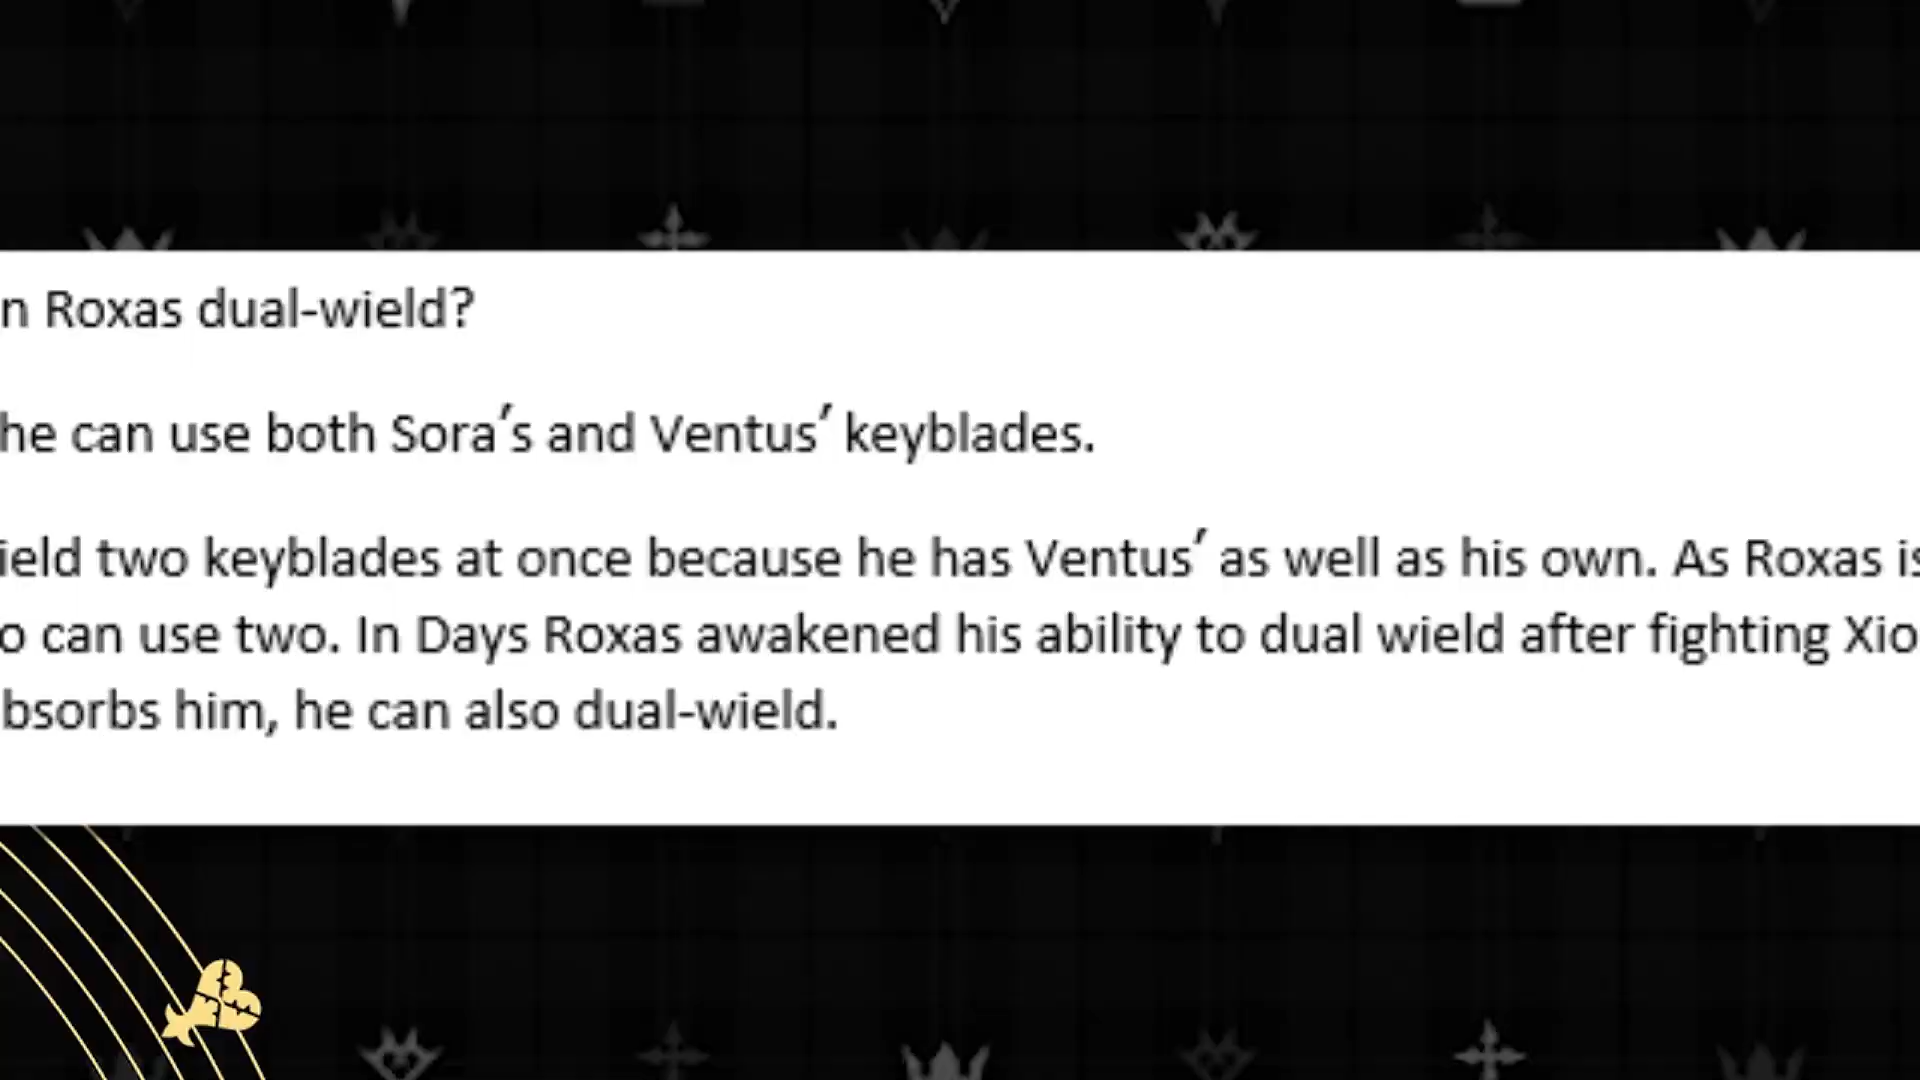 n Roxas dual-wield?
he can use both Sora′s and Ventus′ keyblades.
ield two keyblades at once because he has Ventus′ as well as his own. As Roxas is
o can use two. In Days Roxas awakened his ability to dual wield after fighting Xio
bsorbs him, he can also dual-wield.